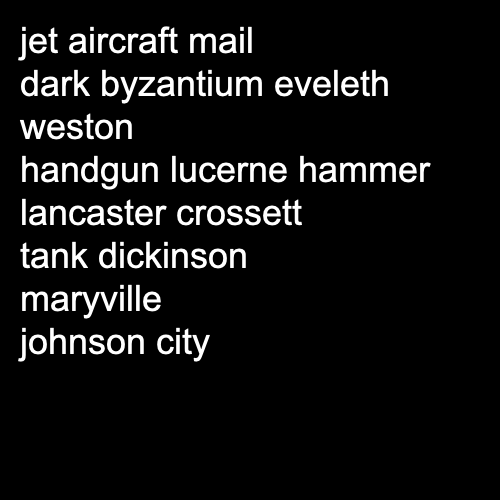 jet aircraft mail
dark byzantium eveleth
weston
handgun lucerne hammer
lancaster crossett
tank dickinson
maryville
johnson city